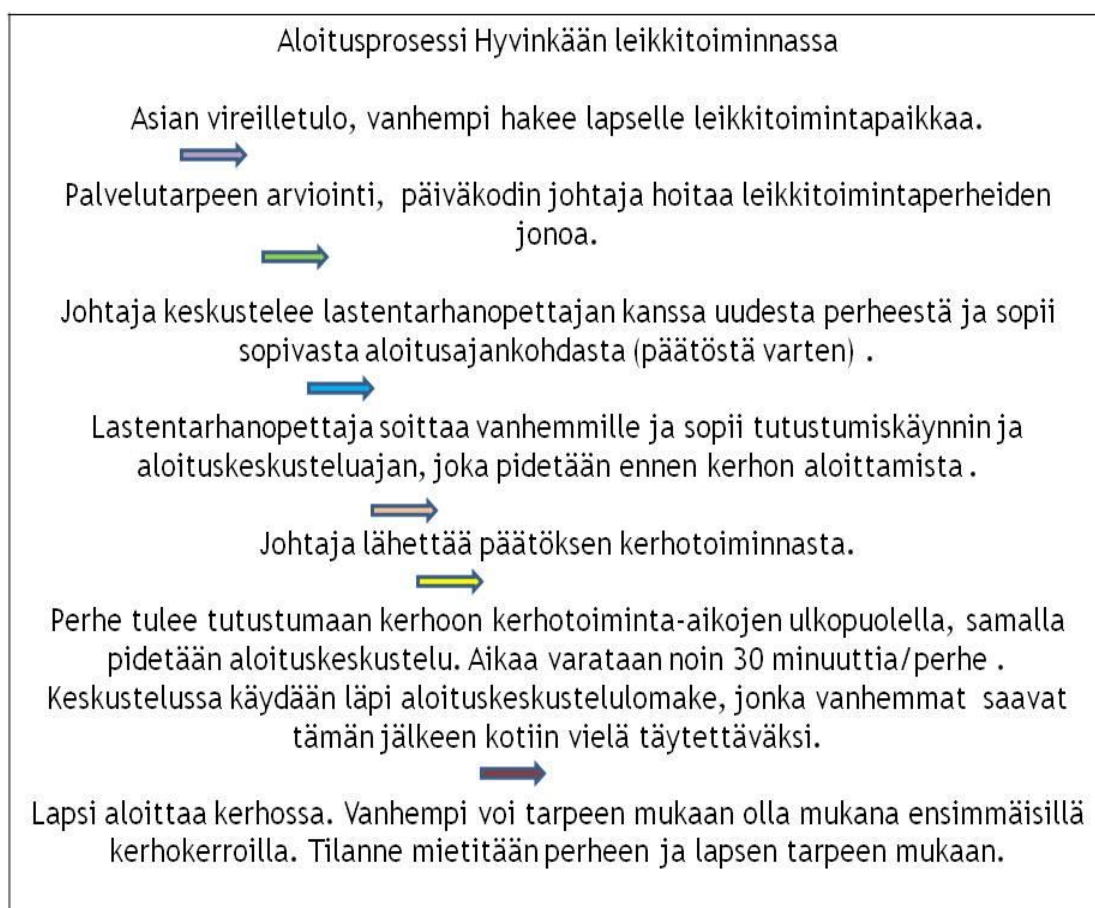 Aloitusprosessi Hyvinkään leikkitoiminnassa
Asian vireilletulo, vanhempi hakee lapselle leikkitoimintapaikkaa.
Palvelutarpeen arviointi, päiväkodin johtaja hoitaa leikkitoimintaperheiden
jonoa.
Johtaja keskustelee lastentarhanopettajan kanssa uudesta perheestä ja sopii
sopivasta aloitusajankohdasta (päätöstä varten) .
Lastentarhanopettaja soittaa vanhemmille ja sopii tutustumiskäynnin ja
aloituskeskusteluajan, joka pidetään ennen kerhon aloittamista .
Johtaja lähettää päätöksen kerhotoiminnasta.
Perhe tulee tutustumaan kerhoon kerhotoiminta-aikojen ulkopuolella, samalla
pidetään aloituskeskustelu. Aikaa varataan noin 30 minuuttia/perhe .
Keskustelussa käydään läpi aloituskeskustelulomake, jonka vanhemmat saavat
tämän jälkeen kotiin vielä täytettäväksi.
Lapsi aloittaa kerhossa. Vanhempi voi tarpeen mukaan olla mukana ensimmäisillä
kerhokerroilla. Tilanne mietitään perheen ja lapsen tarpeen mukaan.